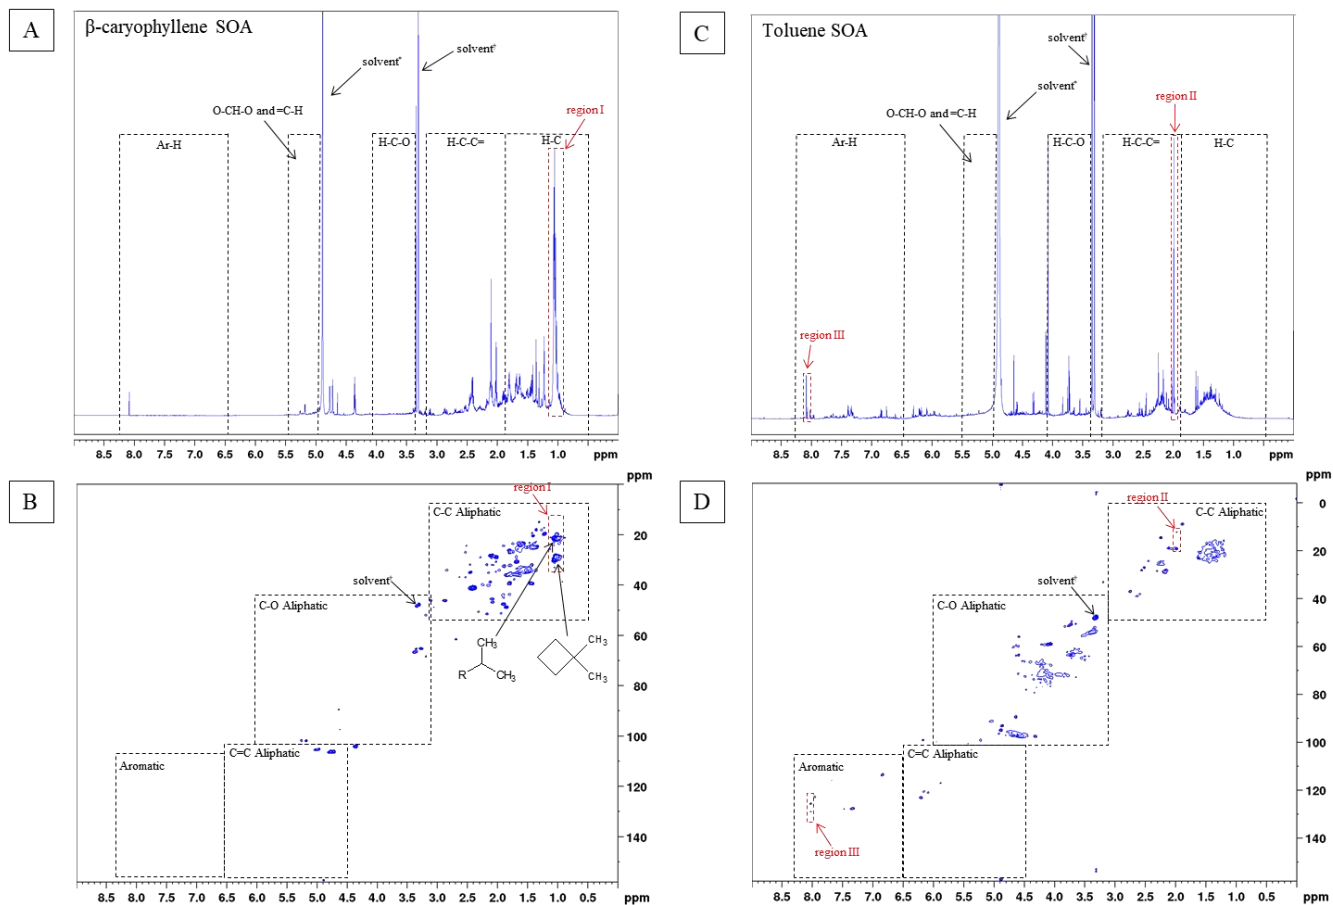 A
β-caryophyllene SOA
solvent*
solvent†
O-CH-O and =C-H
region I
Ar-H
H-C-O
H-C-C=
H-C
8.5 8.0 7.5 7.0 6.5 6.0 5.5 5.0 4.5 4.0 3.5 3.0 2.5 2.0 1.5 1.0 ppm
C
Toluene SOA
solvent†
solvent*
region II
O-CH-O and =C-H
Ar-H
H-C-O
H-C-C=
H-C
region III
8.5 8.0 7.5 7.0 6.5 6.0 5.5 5.0 4.5 4.0 3.5 3.0 2.5 2.0 1.5 1.0 ppm
B
region I
ppm
C-C Aliphatic
20
40
solvent†
C-O Aliphatic
60
CH3
R
CH3
CH3
CH3
80
100
C=C Aliphatic
Aromatic
120
140
8.5 8.0 7.5 7.0 6.5 6.0 5.5 5.0 4.5 4.0 3.5 3.0 2.5 2.0 1.5 1.0 ppm
D
ppm
region II
0
C-C Aliphatic
20
solvent†
40
C-O Aliphatic
60
80
100
C=C Aliphatic
Aromatic
120
140
region III
8.5 8.0 7.5 7.0 6.5 6.0 5.5 5.0 4.5 4.0 3.5 3.0 2.5 2.0 1.5 1.0 ppm